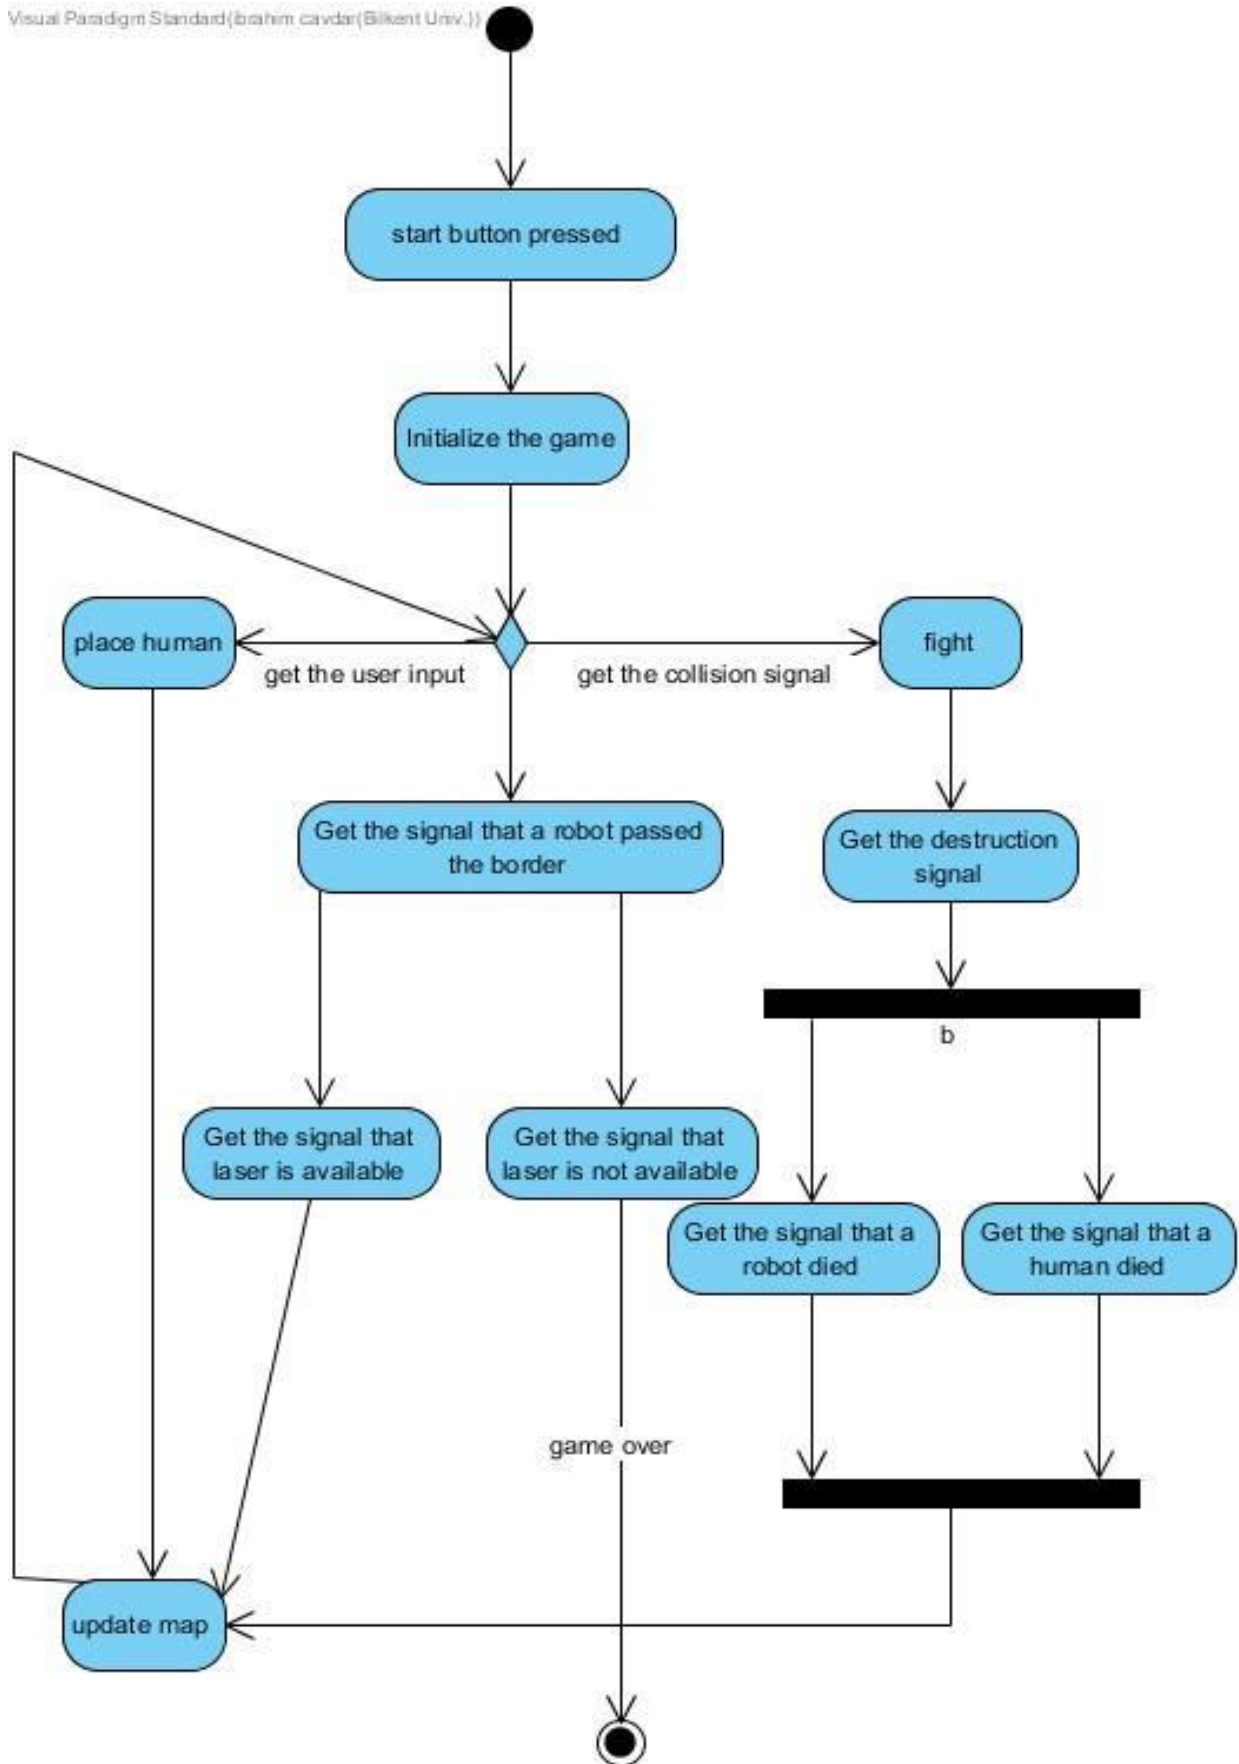 Visual Paradigm Standard(ibrahim cavdar(Bilkent Univ.))
start button pressed
Initialize the game
place human
fight
get the user input
get the collision signal
Get the signal that a robot passed
the border
Get the destruction
signal
b
Get the signal that
laser is available
Get the signal that
laser is not available
Get the signal that a
robot died
Get the signal that a
human died
game over
update map